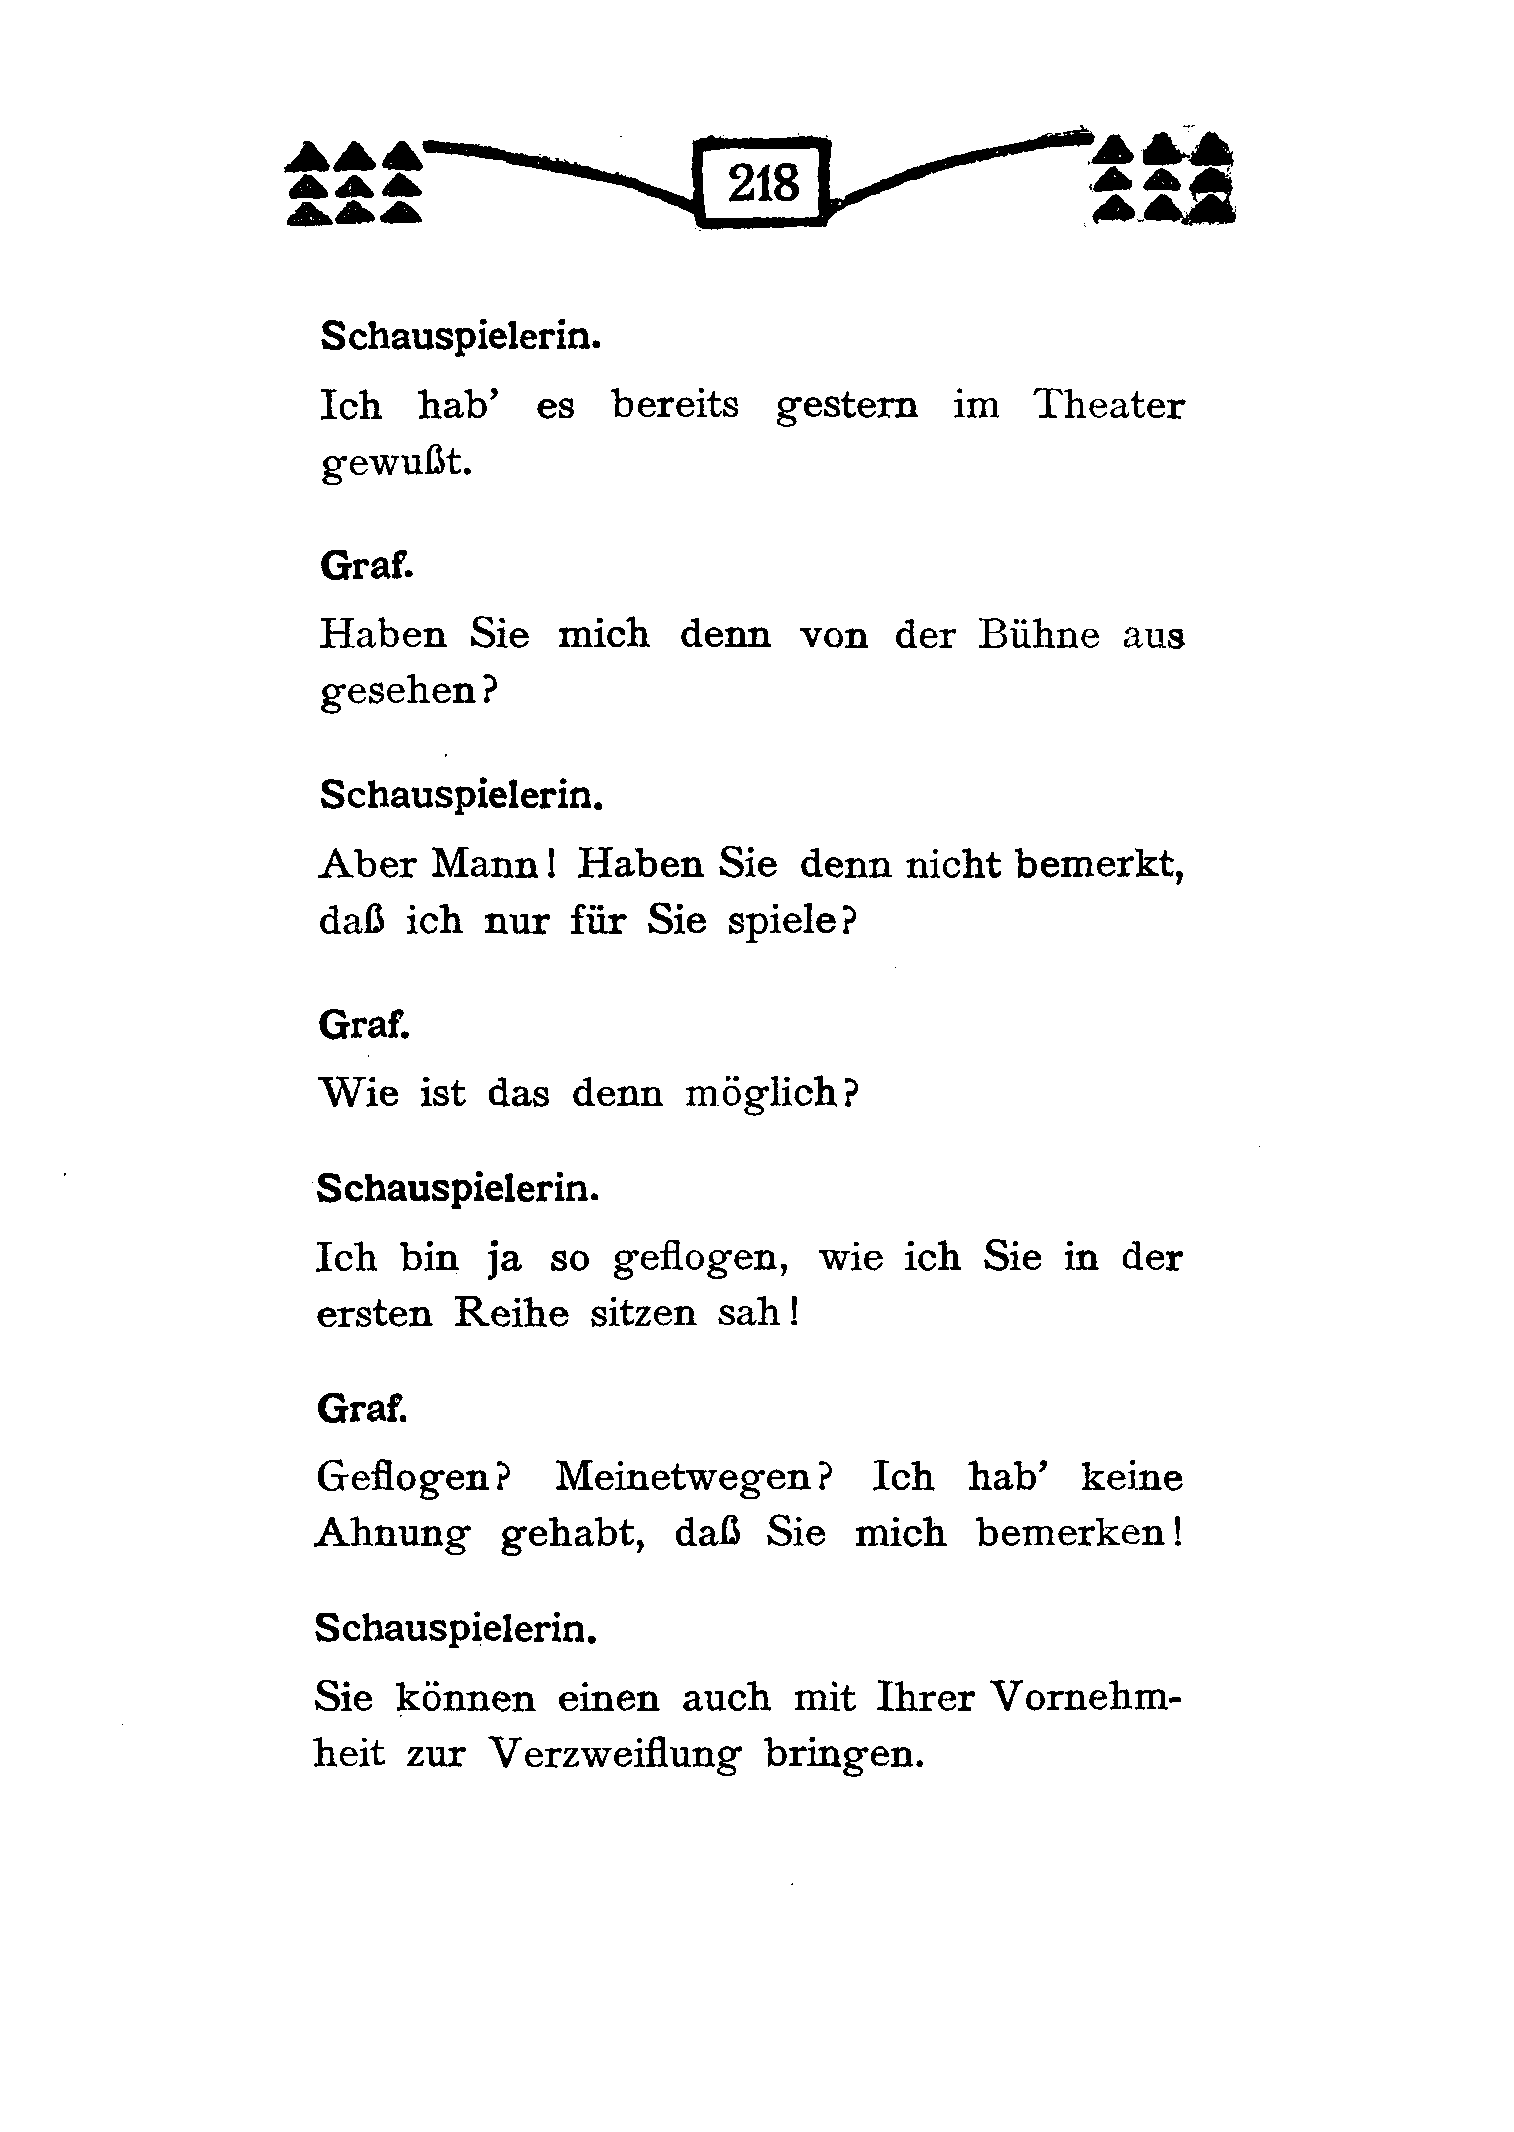 218
Schauspielerin.
Ich hab’ es bereits gestern im Theater
gewußt.
Graf.
Haben Sie mich denn von der Bühne aus
gesehen?
Schauspielerin.
Aber Mann! Haben Sie denn nicht bemerkt,
daß ich nur für Sie spiele?
Graf.
Wie ist das denn möglich?
Schauspielerin.
Ich bin ja so geflogen, wie ich Sie in der
ersten Reihe sitzen sah!
Graf.
Geflogen? Meinetwegen? Ich hab’ keine
Ahnung gehabt, daß Sie mich bemerken!
Schauspielerin.
Sie können einen auch mit Ihrer Vornehm-
heit zur Verzweiflung bringen.